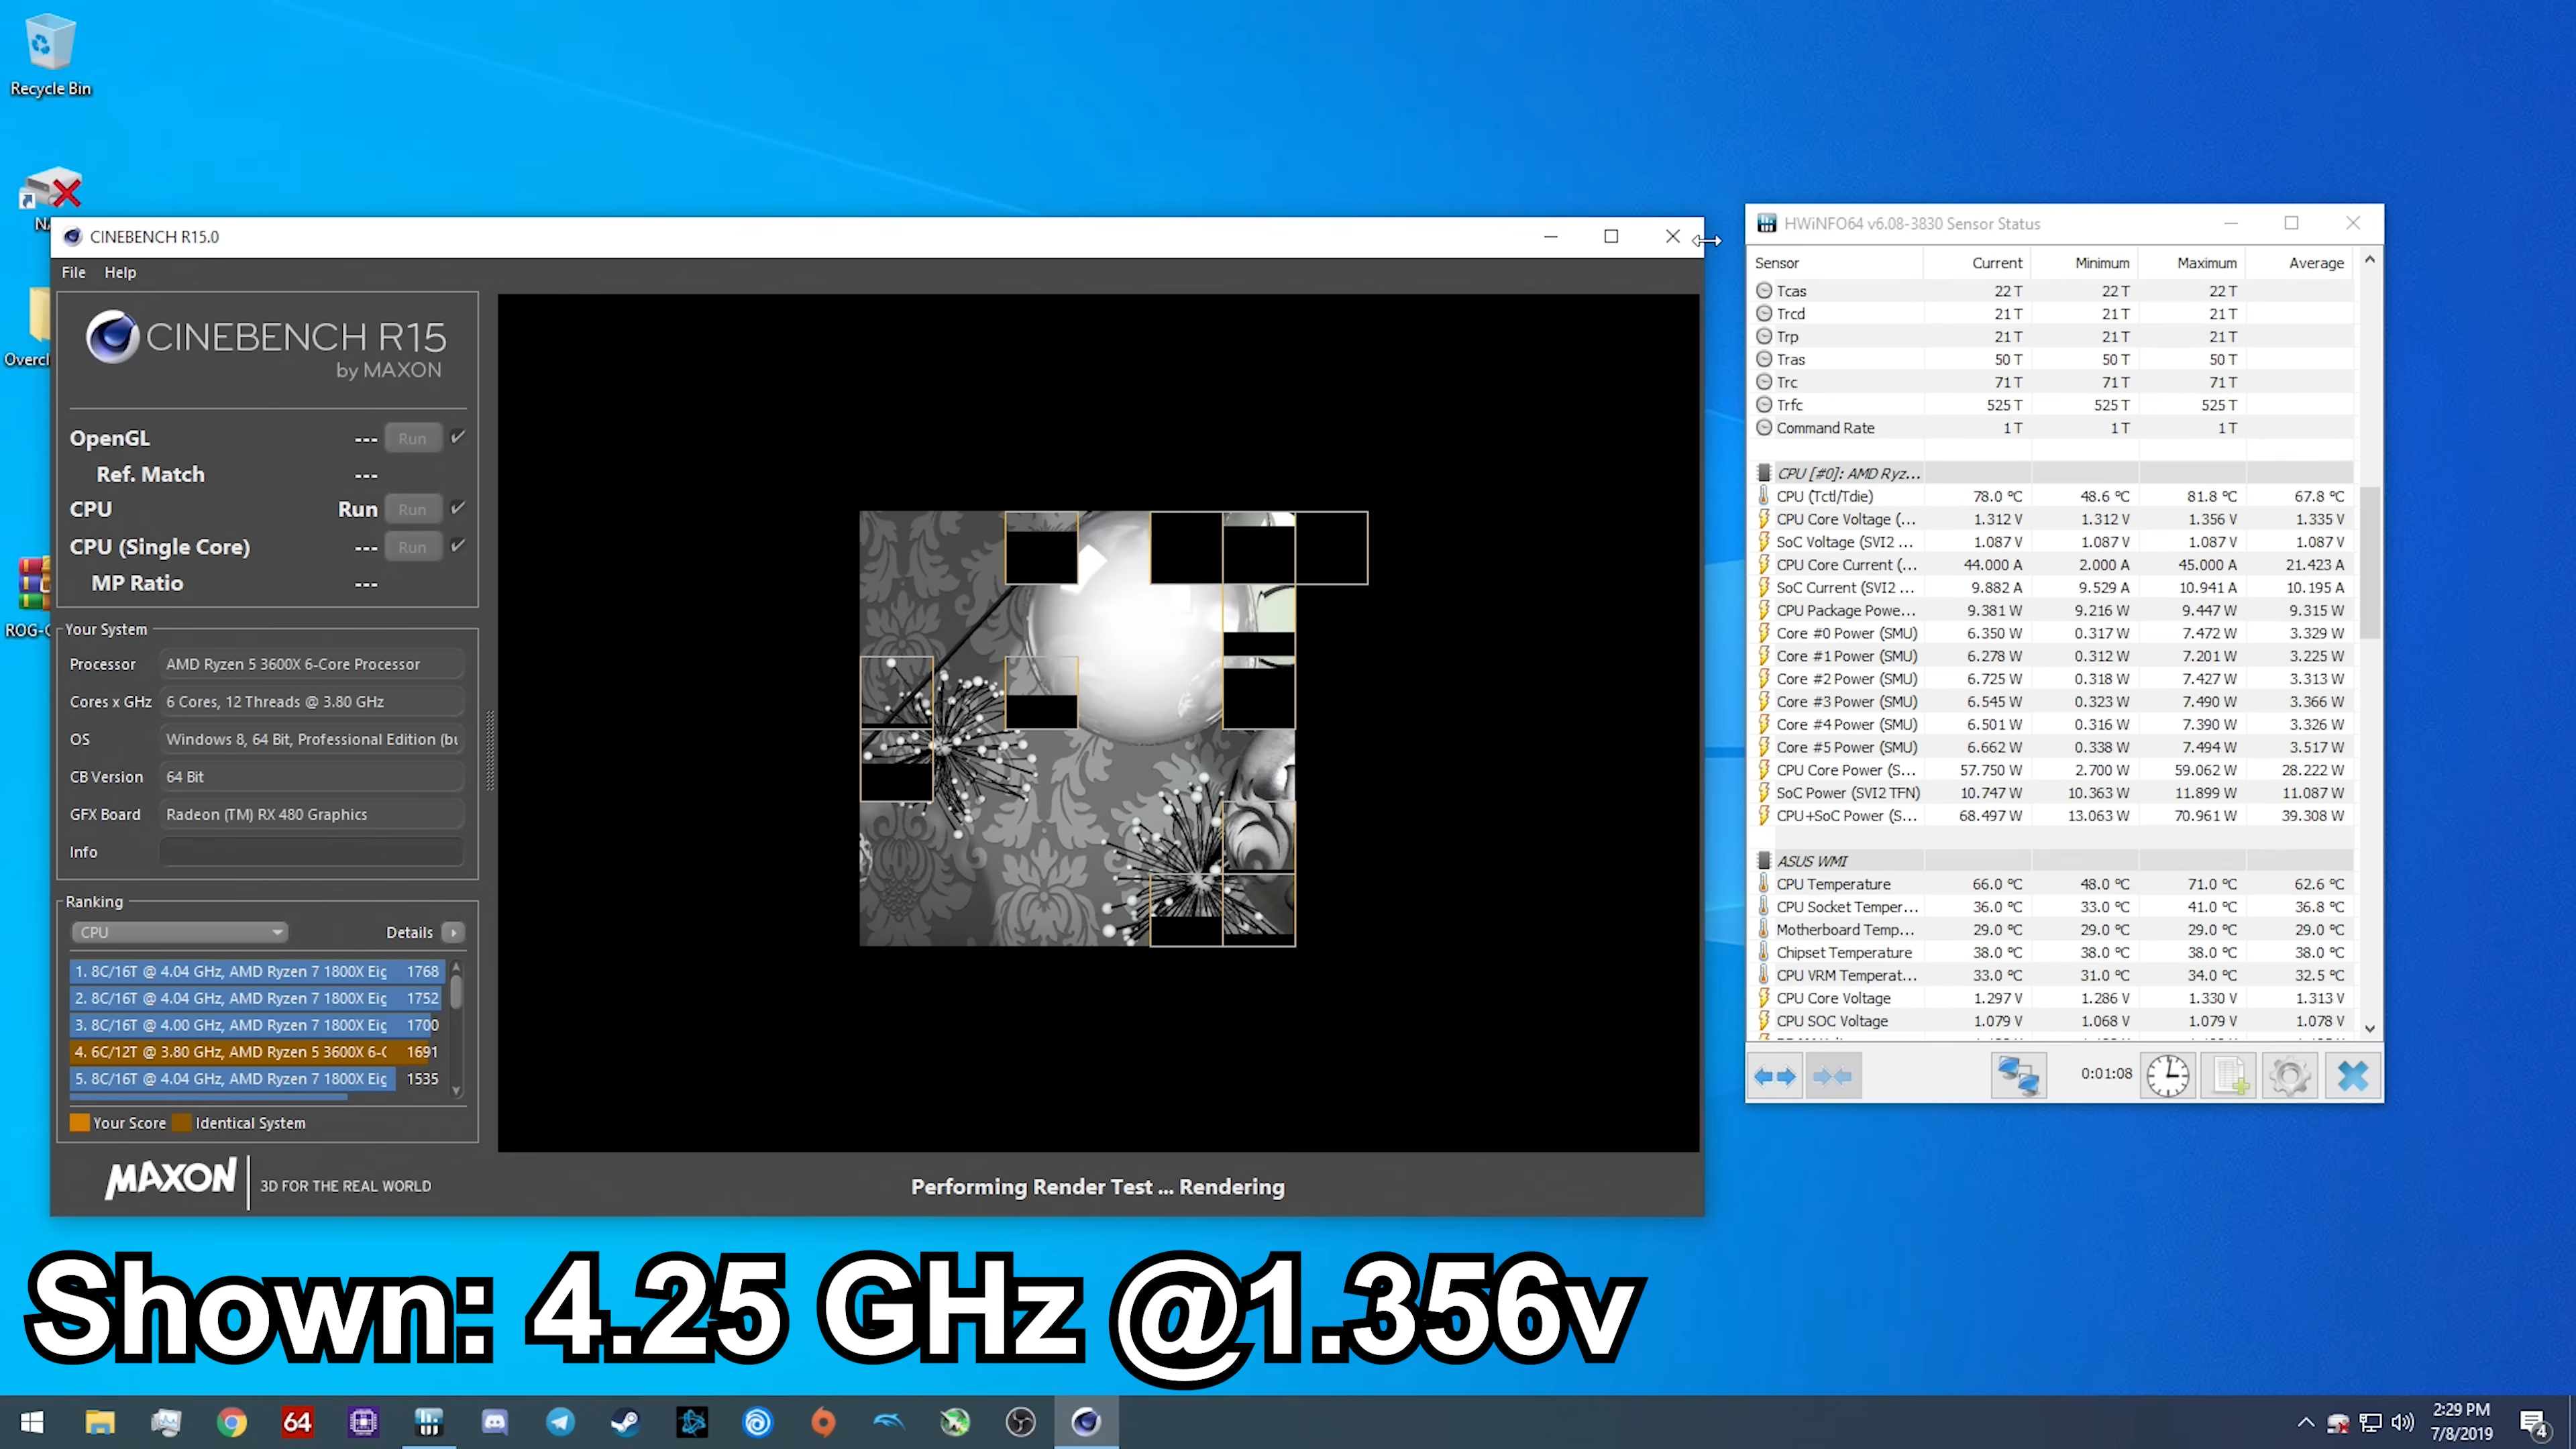 Recycle Bin
CINEBENCH R15.0
File Help
CINEBENCH R15
by MAXON
OpenGL --- Run
Ref. Match ---
CPU Run Run
CPU (Single Core) --- Run
MP Ratio ---
Your System
Processor AMD Ryzen 5 3600X 6-Core Processor
Cores x GHz 6 Cores, 12 Threads @ 3.80 GHz
OS Windows 8, 64 Bit, Professional Edition (bu
CB Version 64 Bit
GFX Board Radeon (TM) RX 480 Graphics
Info
Ranking
CPU Details
1. 8C/16T @ 4.04 GHz, AMD Ryzen 7 1800X Eig 1768
2. 8C/16T @ 4.04 GHz, AMD Ryzen 7 1800X Eig 1752
3. 8C/16T @ 4.00 GHz, AMD Ryzen 7 1800X Eig 1700
4. 6C/12T @ 3.80 GHz, AMD Ryzen 5 3600X 6-C 1691
5. 8C/16T @ 4.04 GHz, AMD Ryzen 7 1800X Eig 1535
Your Score Identical System
MAXON 3D FOR THE REAL WORLD
Performing Render Test ... Rendering
HWiNFO64 v6.08-3830 Sensor Status
Sensor Current Minimum Maximum Average
Tcas 22 T 22 T 22 T
Trcd 21 T 21 T 21 T
Trp 21 T 21 T 21 T
Tras 50 T 50 T 50 T
Trc 71 T 71 T 71 T
Trfc 525 T 525 T 525 T
Command Rate 1 T 1 T 1 T
CPU [#0]: AMD Ryz...
CPU (Tctl/Tdie) 78.0 °C 48.6 °C 81.8 °C 67.8 °C
CPU Core Voltage (... 1.312 V 1.312 V 1.356 V 1.335 V
SoC Voltage (SVI2 ... 1.087 V 1.087 V 1.087 V 1.087 V
CPU Core Current (... 44.000 A 2.000 A 45.000 A 21.423 A
SoC Current (SVI2 ... 9.882 A 9.529 A 10.941 A 10.195 A
CPU Package Powe... 9.381 W 9.216 W 9.447 W 9.315 W
Core #0 Power (SMU) 6.350 W 0.317 W 7.472 W 3.329 W
Core #1 Power (SMU) 6.278 W 0.312 W 7.201 W 3.225 W
Core #2 Power (SMU) 6.725 W 0.318 W 7.427 W 3.313 W
Core #3 Power (SMU) 6.545 W 0.323 W 7.490 W 3.366 W
Core #4 Power (SMU) 6.501 W 0.316 W 7.390 W 3.326 W
Core #5 Power (SMU) 6.662 W 0.338 W 7.494 W 3.517 W
CPU Core Power (S... 57.750 W 2.700 W 59.062 W 28.222 W
SoC Power (SVI2 TFN) 10.747 W 10.363 W 11.899 W 11.087 W
CPU+SoC Power (S... 68.497 W 13.063 W 70.961 W 39.308 W
ASUS WMI
CPU Temperature 66.0 °C 48.0 °C 71.0 °C 62.6 °C
CPU Socket Temper... 36.0 °C 33.0 °C 41.0 °C 36.8 °C
Motherboard Temp... 29.0 °C 29.0 °C 29.0 °C 29.0 °C
Chipset Temperature 38.0 °C 38.0 °C 38.0 °C 38.0 °C
CPU VRM Temperat... 33.0 °C 31.0 °C 34.0 °C 32.5 °C
CPU Core Voltage 1.297 V 1.286 V 1.330 V 1.313 V
CPU SOC Voltage 1.079 V 1.068 V 1.079 V 1.078 V
0:01:08
Shown: 4.25 GHz @1.356v
64
2:29 PM
7/8/2019
4